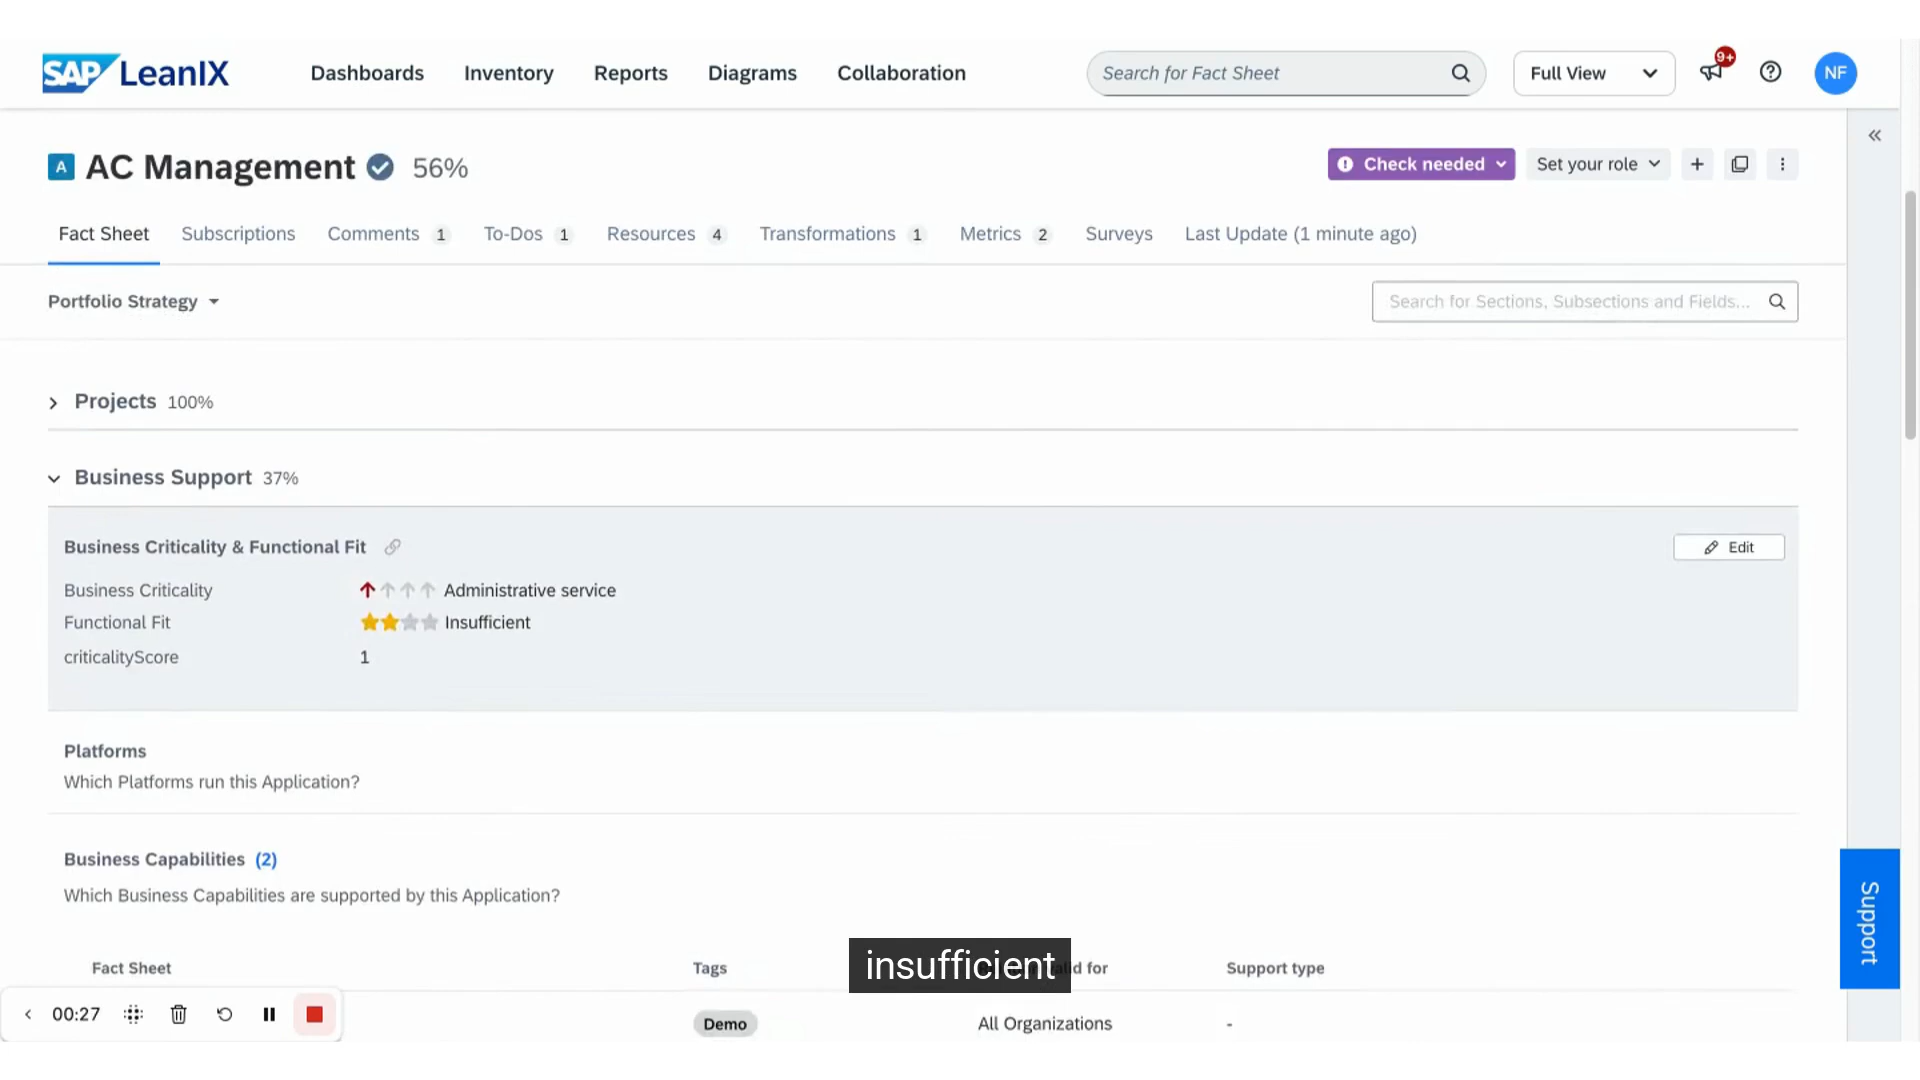 SAP LeanIX Dashboards Inventory Reports Diagrams Collaboration Search for Fact Sheet Full View 9+ NF
A AC Management 56% Check needed Set your role
Fact Sheet Subscriptions Comments 1 To-Dos 1 Resources 4 Transformations 1 Metrics 2 Surveys Last Update (1 minute ago)
Portfolio Strategy Search for Sections, Subsections and Fields...
Projects 100%
Business Support 37%
Business Criticality & Functional Fit Edit
Business Criticality Administrative service
Functional Fit Insufficient
criticalityScore 1
Platforms
Which Platforms run this Application?
Business Capabilities (2)
Which Business Capabilities are supported by this Application?
Support
Fact Sheet Tags for Support type
insufficient
00:27
Demo All Organizations -